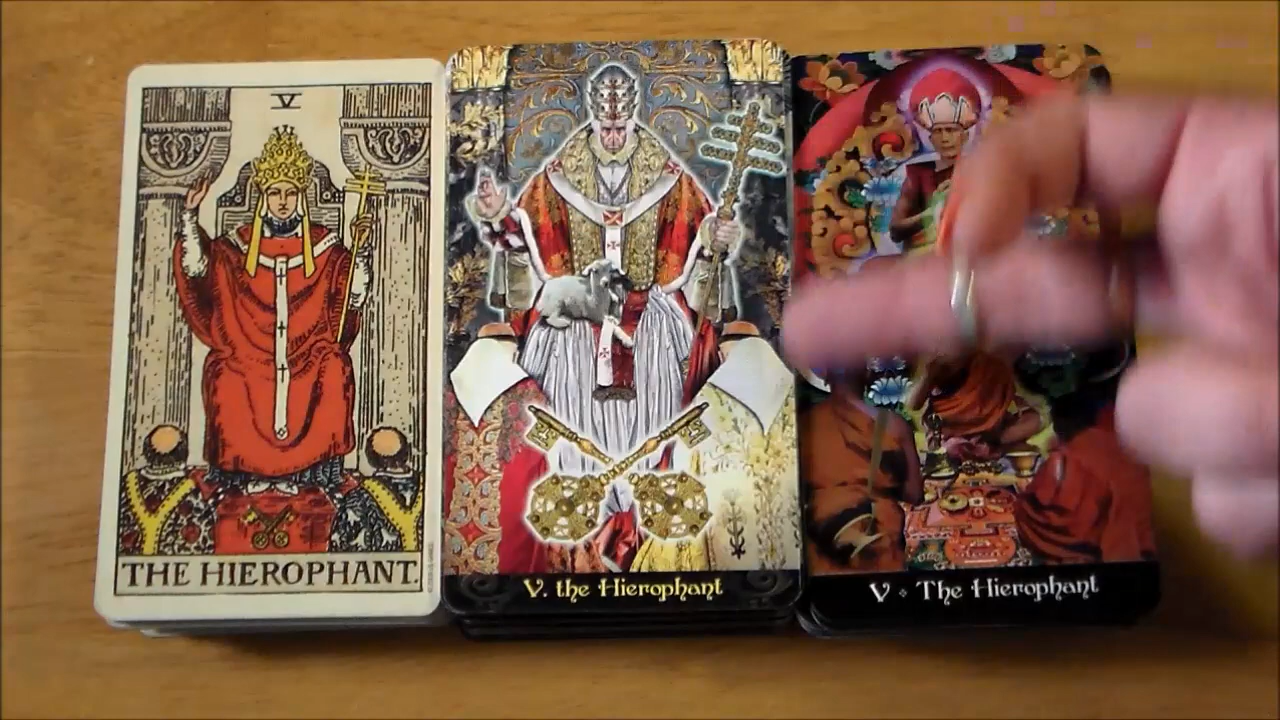 V
THE HIEROPHANT.
V. the Hierophant
V • The Hierophant